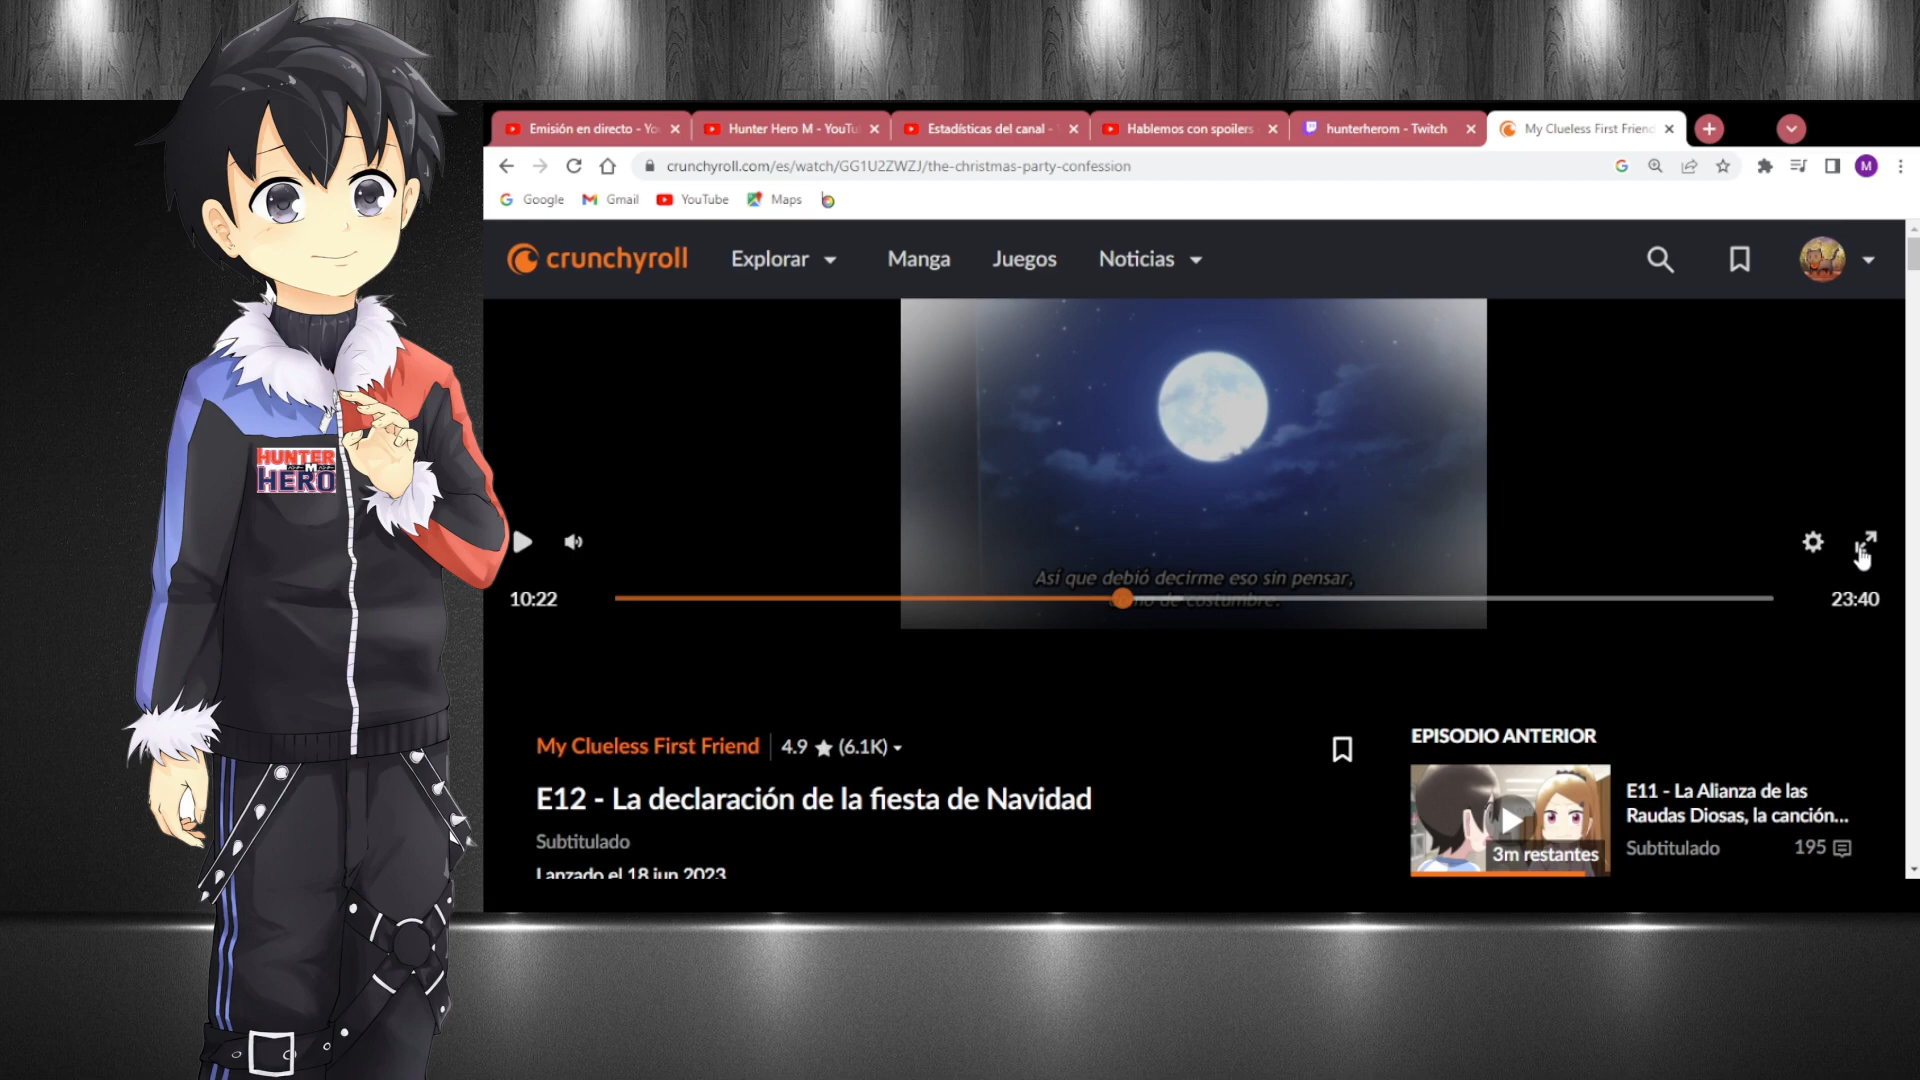 Emisión en directo - Yo
Hunter Hero M - YouTu
Estadísticas del canal -
Hablemos con spoilers
hunterherom - Twitch
My Clueless First Friend
crunchyroll.com/es/watch/GG1U2ZWZJ/the-christmas-party-confession
M
Google
Gmail
YouTube
Maps
crunchyroll
Explorar
Manga
Juegos
Noticias
HUNTER
M
HERO
Así que debió decirme eso sin pensar,
como de costumbre.
10:22
23:40
My Clueless First Friend
4.9 ★ (6.1K)
E12 - La declaración de la fiesta de Navidad
Subtitulado
Lanzado el 18 jun 2023
EPISODIO ANTERIOR
3m restantes
E11 - La Alianza de las
Raudas Diosas, la canción...
Subtitulado
195